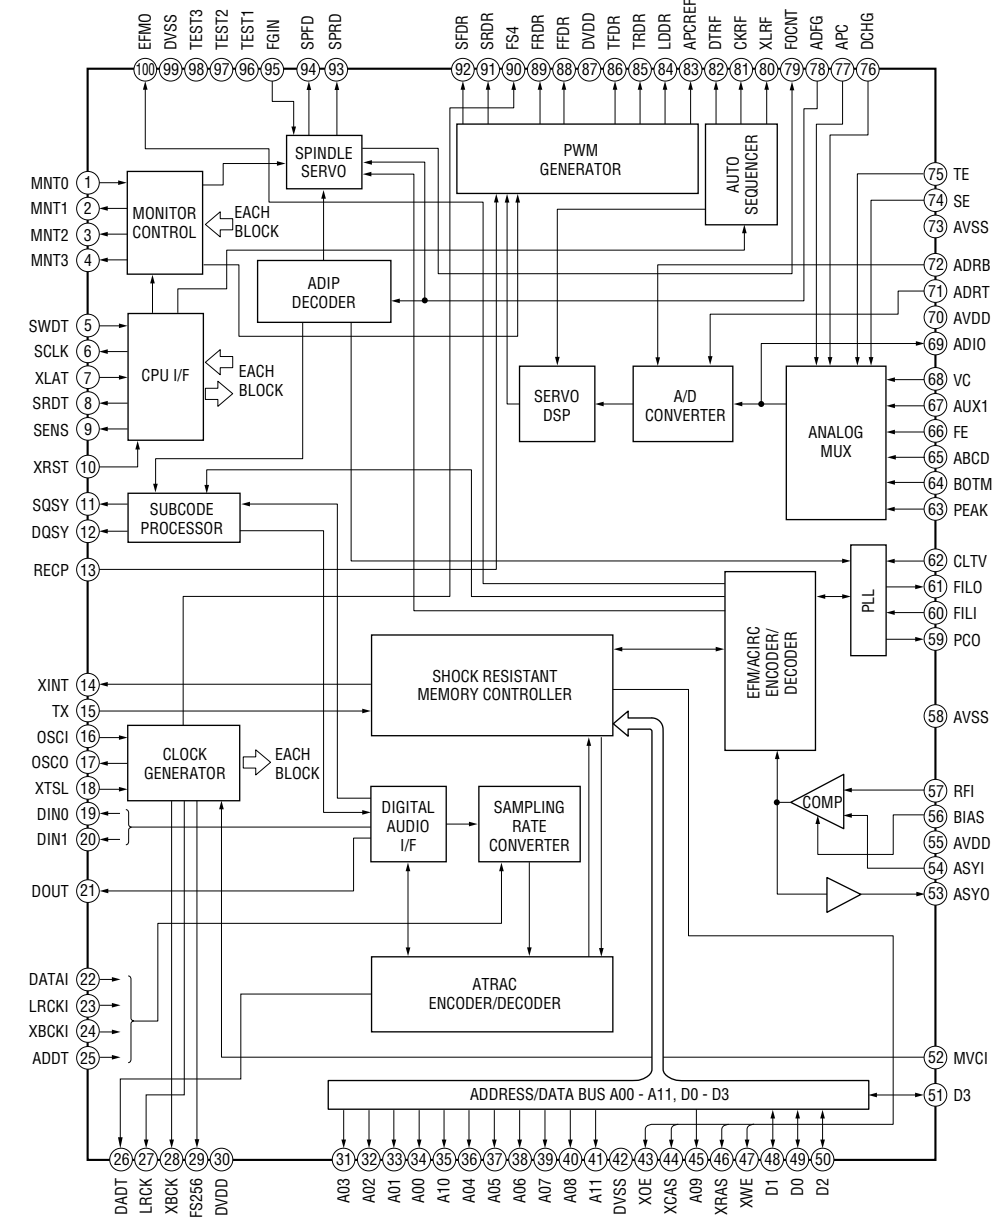 EFMO
DVSS
TEST3
TEST2
TEST1
FGIN
SPFD
SPRD
SFDR
SRDR
FS4
FRDR
FFDR
DVDD
TFDR
TRDR
LDDR
APCREF
DTRF
CKRF
XLRF
F0CNT
ADFG
APC
DCHG
100
99
98
97
96
95
94
93
92
91
90
89
88
87
86
85
84
83
82
81
80
79
78
77
76
MNT0 1
MNT1 2
MNT2 3
MNT3 4
SWDT 5
SCLK 6
XLAT 7
SRDT 8
SENS 9
XRST 10
SQSY 11
DQSY 12
RECP 13
XINT 14
TX 15
OSCI 16
OSCO 17
XTSL 18
DIN0 19
DIN1 20
DOUT 21
DATAI 22
LRCKI 23
XBCKI 24
ADDT 25
SPINDLE
SERVO
PWM
GENERATOR
AUTO
SEQUENCER
MONITOR
CONTROL
EACH
BLOCK
ADIP
DECODER
CPU I/F
EACH
BLOCK
SERVO
DSP
A/D
CONVERTER
ANALOG
MUX
SUBCODE
PROCESSOR
PLL
EFM/ACIRC
ENCODER/
DECODER
SHOCK RESISTANT
MEMORY CONTROLLER
CLOCK
GENERATOR
EACH
BLOCK
DIGITAL
AUDIO
I/F
SAMPLING
RATE
CONVERTER
COMP
ATRAC
ENCODER/DECODER
ADDRESS/DATA BUS A00 - A11, D0 - D3
75 TE
74 SE
73 AVSS
72 ADRB
71 ADRT
70 AVDD
69 ADIO
68 VC
67 AUX1
66 FE
65 ABCD
64 BOTM
63 PEAK
62 CLTV
61 FILO
60 FILI
59 PCO
58 AVSS
57 RFI
56 BIAS
55 AVDD
54 ASYI
53 ASYO
52 MVCI
51 D3
26
27
28
29
30
31
32
33
34
35
36
37
38
39
40
41
42
43
44
45
46
47
48
49
50
DADT
LRCK
XBCK
FS256
DVDD
A03
A02
A01
A00
A10
A04
A05
A06
A07
A08
A11
DVSS
XOE
XCAS
A09
XRAS
XWE
D1
D0
D2